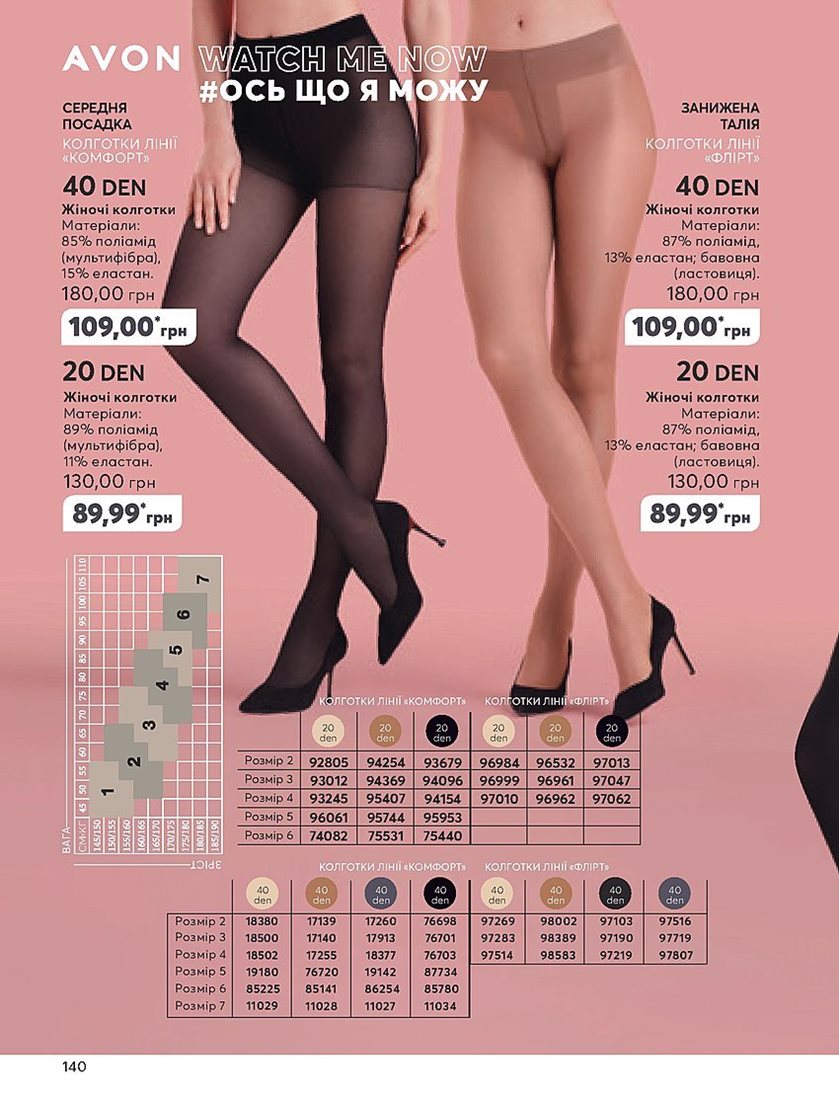 AVON WATCH ME NOW
#ОСЬ ЩО Я МОЖУ
СЕРЕДНЯ
ПОСАДКА
КОЛГОТКИ ЛІНІЇ
«КОМФОРТ»
40 DEN
Жіночі колготки
Матеріали:
85% поліамід
(мультифібра),
15% еластан.
180,00 грн
109,00* грн
20 DEN
Жіночі колготки
Матеріали:
89% поліамід
(мультифібра),
11% еластан.
130,00 грн
89,99* грн
ЗАНИЖЕНА
ТАЛІЯ
КОЛГОТКИ ЛІНІЇ
«ФЛІРТ»
40 DEN
Жіночі колготки
Матеріали:
87% поліамід,
13% еластан; бавовна
(ластовиця).
180,00 грн
109,00* грн
20 DEN
Жіночі колготки
Матеріали:
87% поліамід,
13% еластан; бавовна
(ластовиця).
130,00 грн
89,99* грн
ВАГА
СМ-КГ 45 50 55 60 65 70 75 80 85 90 95 100 105 110
1 2 3 4 5 6 7
145/150 150/155 155/160 160/165 165/170 170/175 175/180 180/185 185/190
ЗРІСТ
КОЛГОТКИ ЛІНІЇ «КОМФОРТ» КОЛГОТКИ ЛІНІЇ «ФЛІРТ»
20 den 20 den 20 den 20 den 20 den 20 den
Розмір 2 92805 94254 93679 96984 96532 97013
Розмір 3 93012 94369 94096 96999 96961 97047
Розмір 4 93245 95407 94154 97010 96962 97062
Розмір 5 96061 95744 95953
Розмір 6 74082 75531 75440
КОЛГОТКИ ЛІНІЇ «КОМФОРТ» КОЛГОТКИ ЛІНІЇ «ФЛІРТ»
40 den 40 den 40 den 40 den 40 den 40 den 40 den 40 den
Розмір 2 18380 17139 17260 76698 97269 98002 97103 97516
Розмір 3 18500 17140 17913 76701 97283 98389 97190 97719
Розмір 4 18502 17255 18377 76703 97514 98583 97219 97807
Розмір 5 19180 76720 19142 87734
Розмір 6 85225 85141 86254 85780
Розмір 7 11029 11028 11027 11034
140